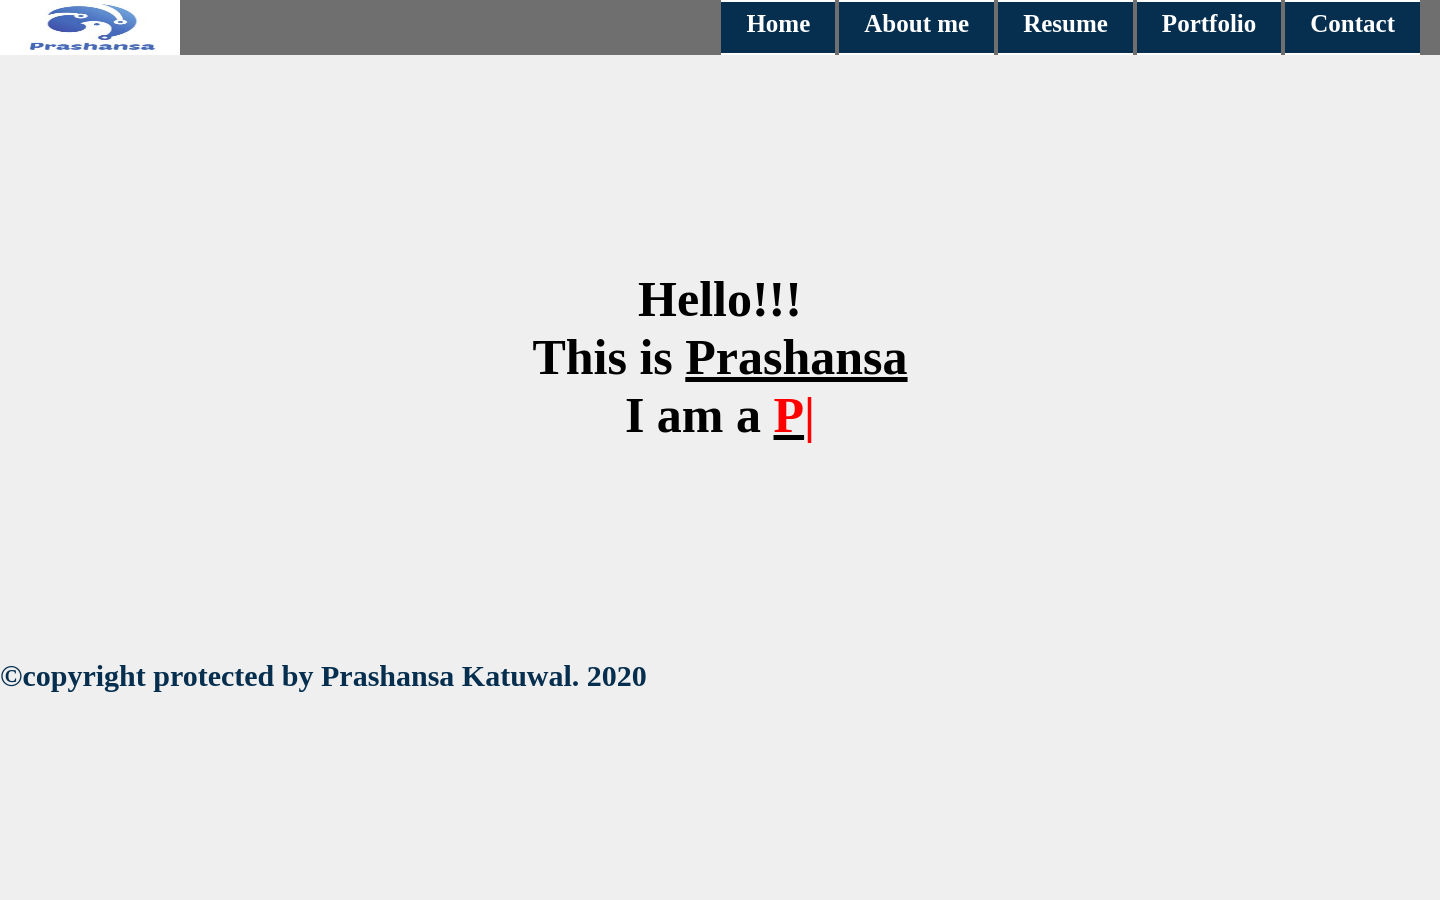 Prashansa
Home
About me
Resume
Portfolio
Contact
Hello!!!
This is Prashansa
I am a P|
©copyright protected by Prashansa Katuwal. 2020